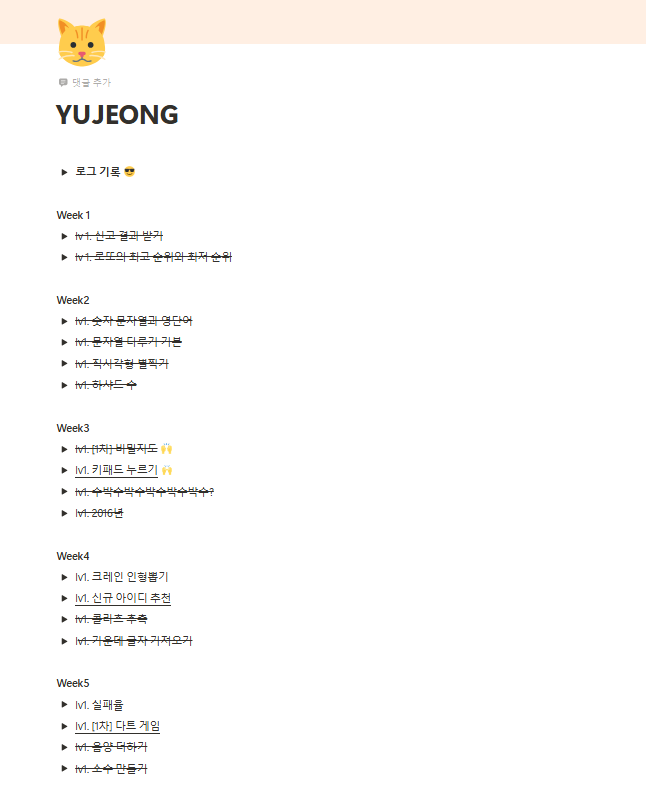 댓글 추가
YUJEONG
로그 기록 😎
Week 1
lv1. 신고 결과 받기
lv1. 로또의 최고 순위와 최저 순위
Week2
lv1. 숫자 문자열과 영단어
lv1. 문자열 다루기 기본
lv1. 직사각형 별찍기
lv1. 하샤드 수
Week3
lv1. [1차] 비밀지도 🙌
lv1. 키패드 누르기 🙌
lv1. 수박수박수박수박수박수?
lv1. 2016년
Week4
lv1. 크레인 인형뽑기
lv1. 신규 아이디 추천
lv1. 콜라츠 추측
lv1. 가운데 글자 가져오기
Week5
lv1. 실패율
lv1. [1차] 다트 게임
lv1. 음양 더하기
lv1. 소수 만들기